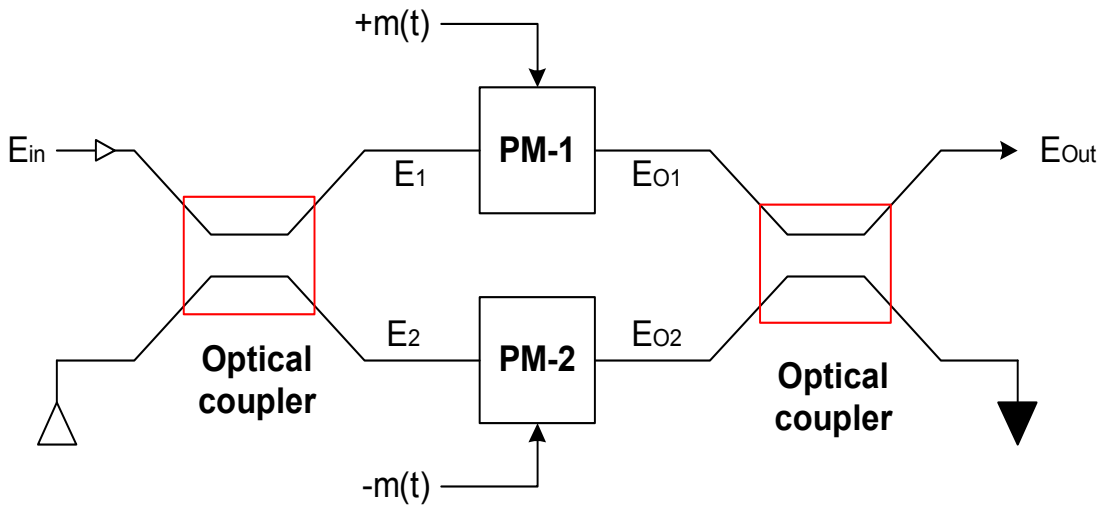 +m(t)
Ein
E1
PM-1
EO1
EOut
E2
PM-2
EO2
Optical
coupler
Optical
coupler
-m(t)